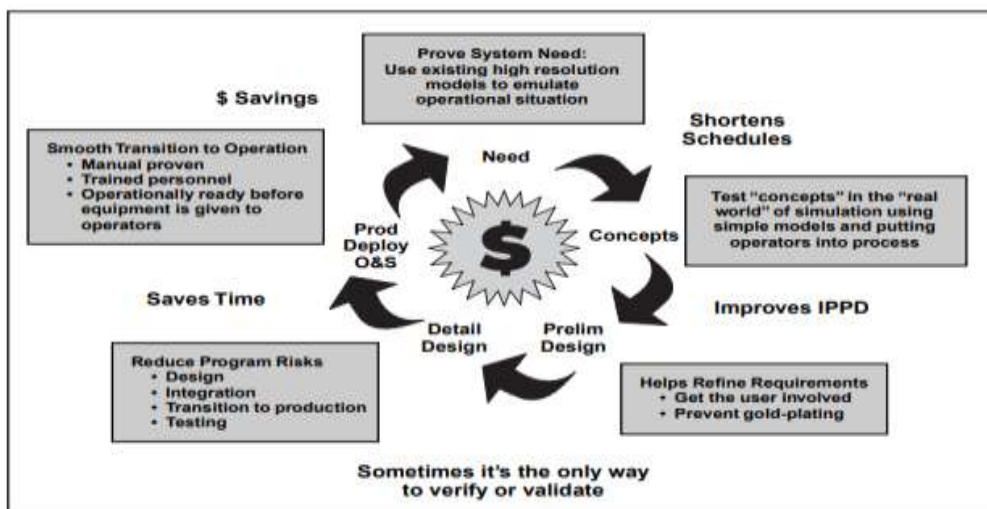 Prove System Need:
Use existing high resolution
models to emulate
operational situation
$ Savings
Shortens
Schedules
Smooth Transition to Operation
• Manual proven
• Trained personnel
• Operationally ready before
equipment is given to
operators
Need
Test “concepts” in the “real
world” of simulation using
simple models and putting
operators into process
Prod
Deploy
O&S
$
Concepts
Saves Time
Improves IPPD
Detail
Design
Prelim
Design
Reduce Program Risks
• Design
• Integration
• Transition to production
• Testing
Helps Refine Requirements
• Get the user involved
• Prevent gold-plating
Sometimes it’s the only way
to verify or validate